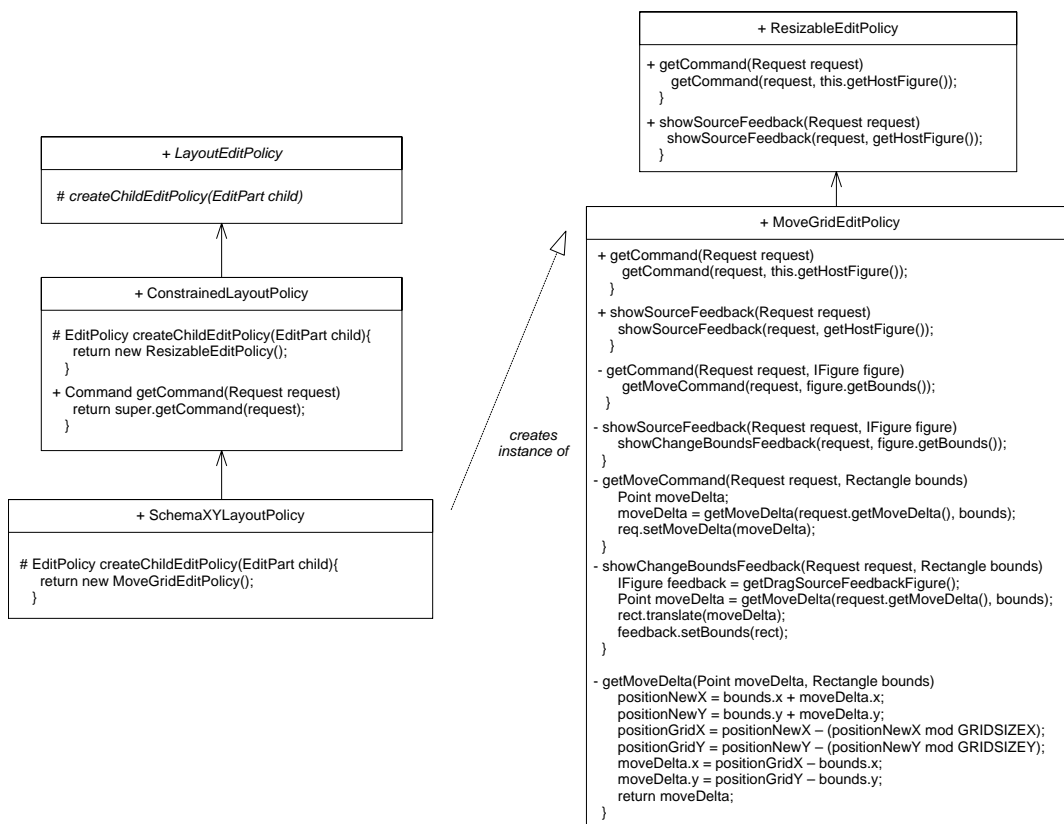 + ResizableEditPolicy
+ getCommand(Request request)
getCommand(request, this.getHostFigure());
}
+ showSourceFeedback(Request request)
showSourceFeedback(request, getHostFigure());
}
+ LayoutEditPolicy
# createChildEditPolicy(EditPart child)
+ ConstrainedLayoutPolicy
# EditPolicy createChildEditPolicy(EditPart child){
return new ResizableEditPolicy();
}
+ Command getCommand(Request request)
return super.getCommand(request);
}
+ SchemaXYLayoutPolicy
# EditPolicy createChildEditPolicy(EditPart child){
return new MoveGridEditPolicy();
}
creates
instance of
+ MoveGridEditPolicy
+ getCommand(Request request)
getCommand(request, this.getHostFigure());
}
+ showSourceFeedback(Request request)
showSourceFeedback(request, getHostFigure());
}
- getCommand(Request request, IFigure figure)
getMoveCommand(request, figure.getBounds());
}
- showSourceFeedback(Request request, IFigure figure)
showChangeBoundsFeedback(request, figure.getBounds());
}
- getMoveCommand(Request request, Rectangle bounds)
Point moveDelta;
moveDelta = getMoveDelta(request.getMoveDelta(), bounds);
req.setMoveDelta(moveDelta);
}
- showChangeBoundsFeedback(Request request, Rectangle bounds)
IFigure feedback = getDragSourceFeedbackFigure();
Point moveDelta = getMoveDelta(request.getMoveDelta(), bounds);
rect.translate(moveDelta);
feedback.setBounds(rect);
}
- getMoveDelta(Point moveDelta, Rectangle bounds)
positionNewX = bounds.x + moveDelta.x;
positionNewY = bounds.y + moveDelta.y;
positionGridX = positionNewX – (positionNewX mod GRIDSIZEX);
positionGridY = positionNewY – (positionNewY mod GRIDSIZEY);
moveDelta.x = positionGridX – bounds.x;
moveDelta.y = positionGridY – bounds.y;
return moveDelta;
}